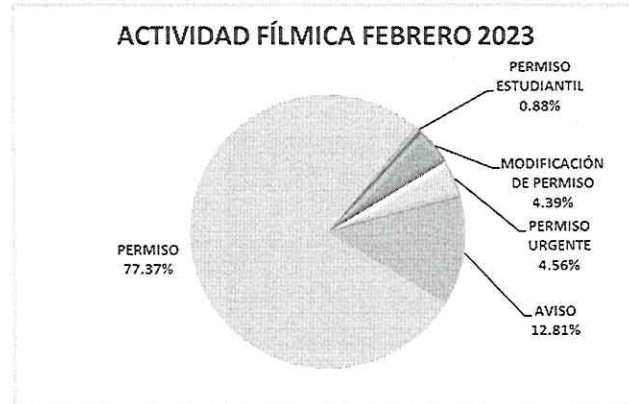 ACTIVIDAD FÍLMICA FEBRERO 2023
PERMISO
ESTUDIANTIL
0.88%
MODIFICACIÓN
DE PERMISO
4.39%
PERMISO
URGENTE
4.56%
PERMISO
77.37%
AVISO
12.81%